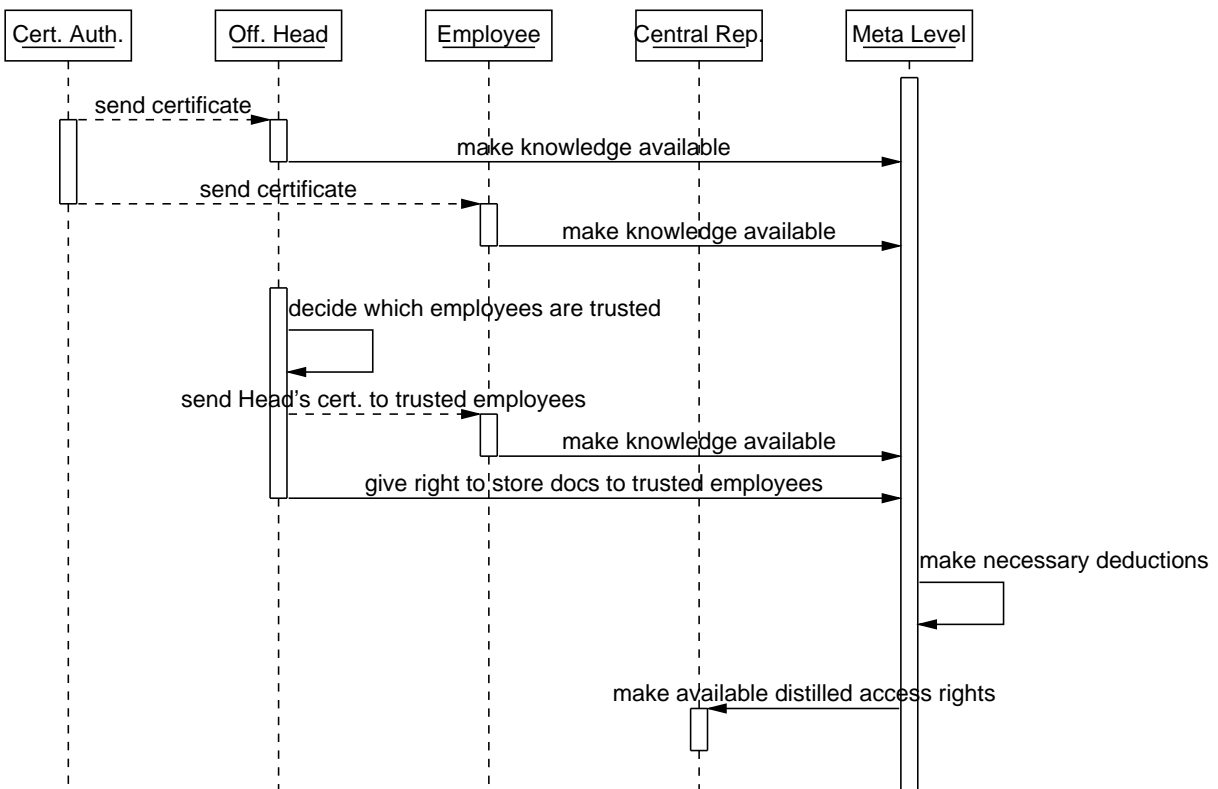 Cert. Auth.
Off. Head
Employee
Central Rep.
Meta Level
send certificate
make knowledge available
send certificate
make knowledge available
decide which employees are trusted
send Head's cert. to trusted employees
make knowledge available
give right to store docs to trusted employees
make necessary deductions
make available distilled access rights